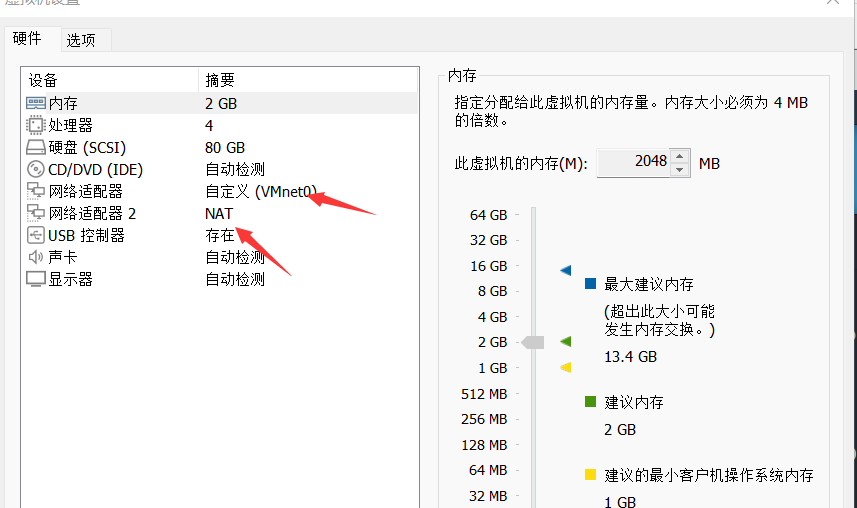 虚拟机设置
硬件 选项
设备 摘要
内存 2 GB
处理器 4
硬盘 (SCSI) 80 GB
CD/DVD (IDE) 自动检测
网络适配器 自定义 (VMnet0)
网络适配器 2 NAT
USB 控制器 存在
声卡 自动检测
显示器 自动检测
内存
指定分配给此虚拟机的内存量。内存大小必须为 4 MB
的倍数。
此虚拟机的内存(M): 2048 MB
64 GB
32 GB
16 GB
8 GB
4 GB
2 GB
1 GB
512 MB
256 MB
128 MB
64 MB
32 MB
最大建议内存
(超出此大小可能
发生内存交换。)
13.4 GB
建议内存
2 GB
建议的最小客户机操作系统内存
1 GB